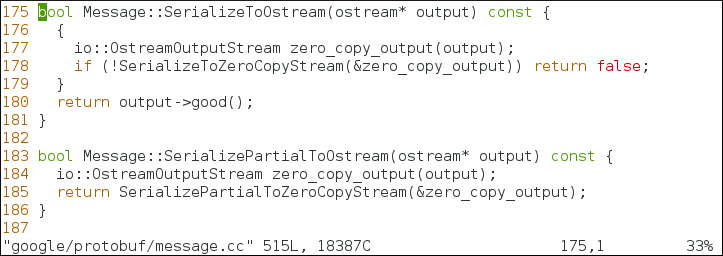 175 bool Message::SerializeToOstream(ostream* output) const {
176   {
177     io::OstreamOutputStream zero_copy_output(output);
178     if (!SerializeToZeroCopyStream(&zero_copy_output)) return false;
179   }
180   return output->good();
181 }
182
183 bool Message::SerializePartialToOstream(ostream* output) const {
184   io::OstreamOutputStream zero_copy_output(output);
185   return SerializePartialToZeroCopyStream(&zero_copy_output);
186 }
187
"google/protobuf/message.cc" 515L, 18387C 175,1 33%